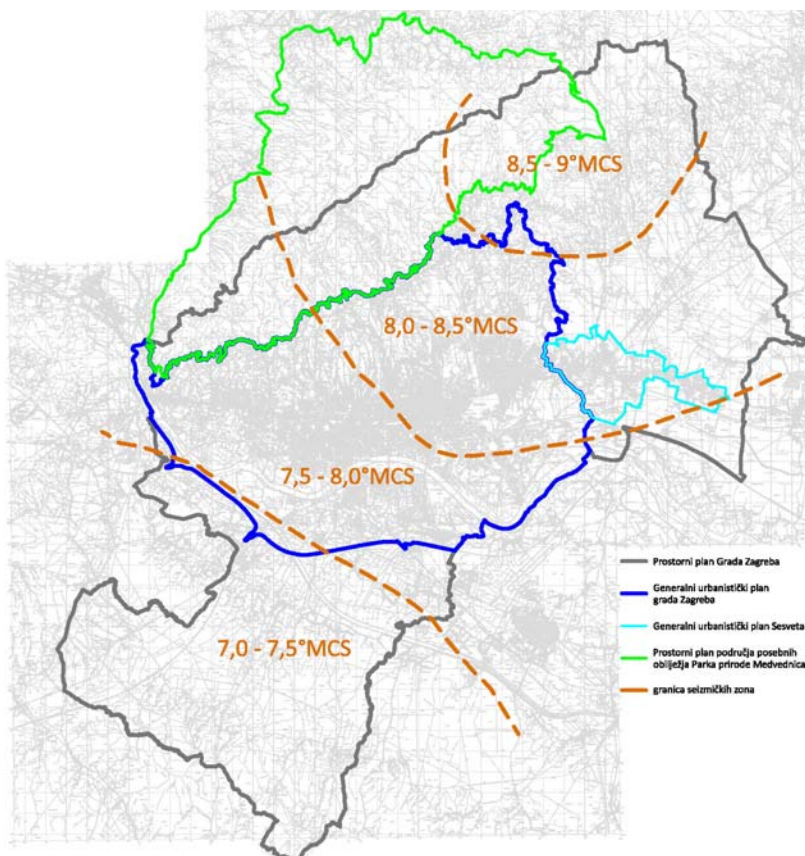 8,5 - 9°MCS
8,0 - 8,5°MCS
7,5 - 8,0°MCS
7,0 - 7,5°MCS
Prostorni plan Grada Zagreba
Generalni urbanistički plan
grada Zagreba
Generalni urbanistički plan Sesveta
Prostorni plan područja posebnih
obilježja Parka prirode Medvednica
granica seizmičkih zona